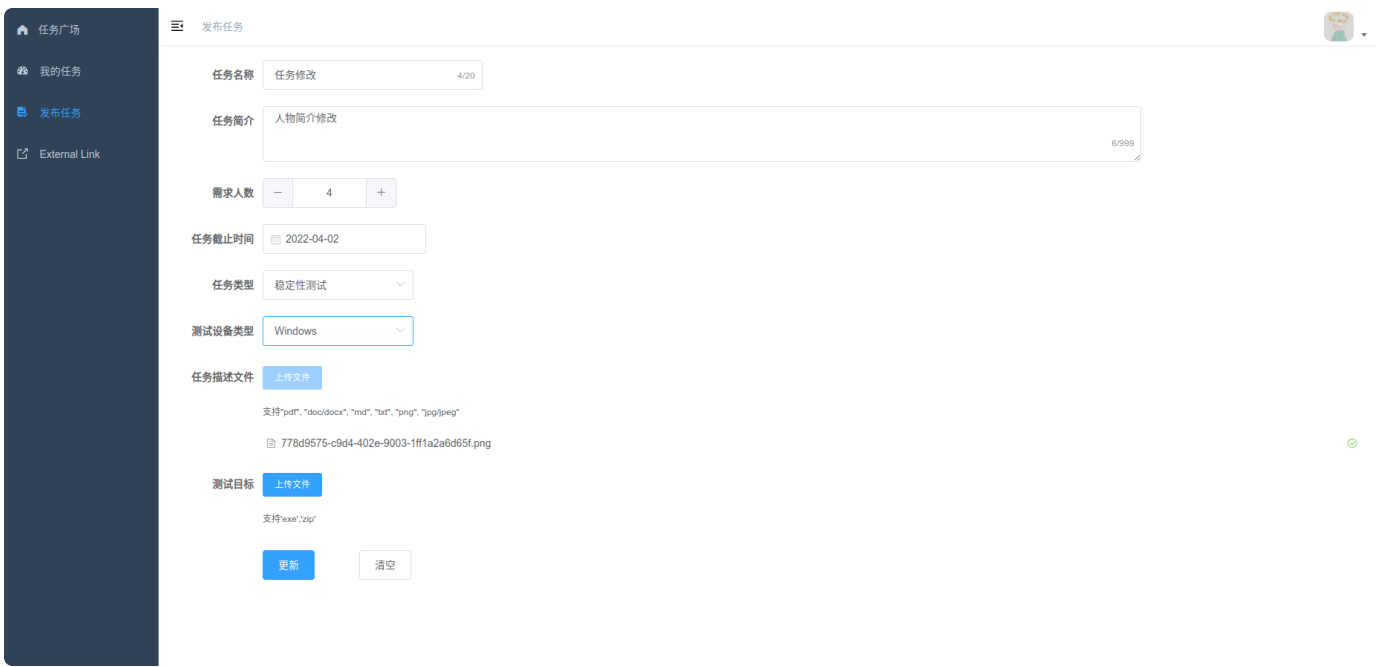 任务广场
我的任务
发布任务
External Link
发布任务
任务名称 任务修改 4/20
任务简介 人物简介修改
6/999
需求人数 4
任务截止时间 2022-04-02
任务类型 稳定性测试
测试设备类型 Windows
任务描述文件 上传文件
支持"pdf", "doc/docx", "md", "txt", "png", "jpg/jpeg"
778d9575-c9d4-402e-9003-1ff1a2a6d65f.png
测试目标 上传文件
支持'exe','zip'
更新 清空